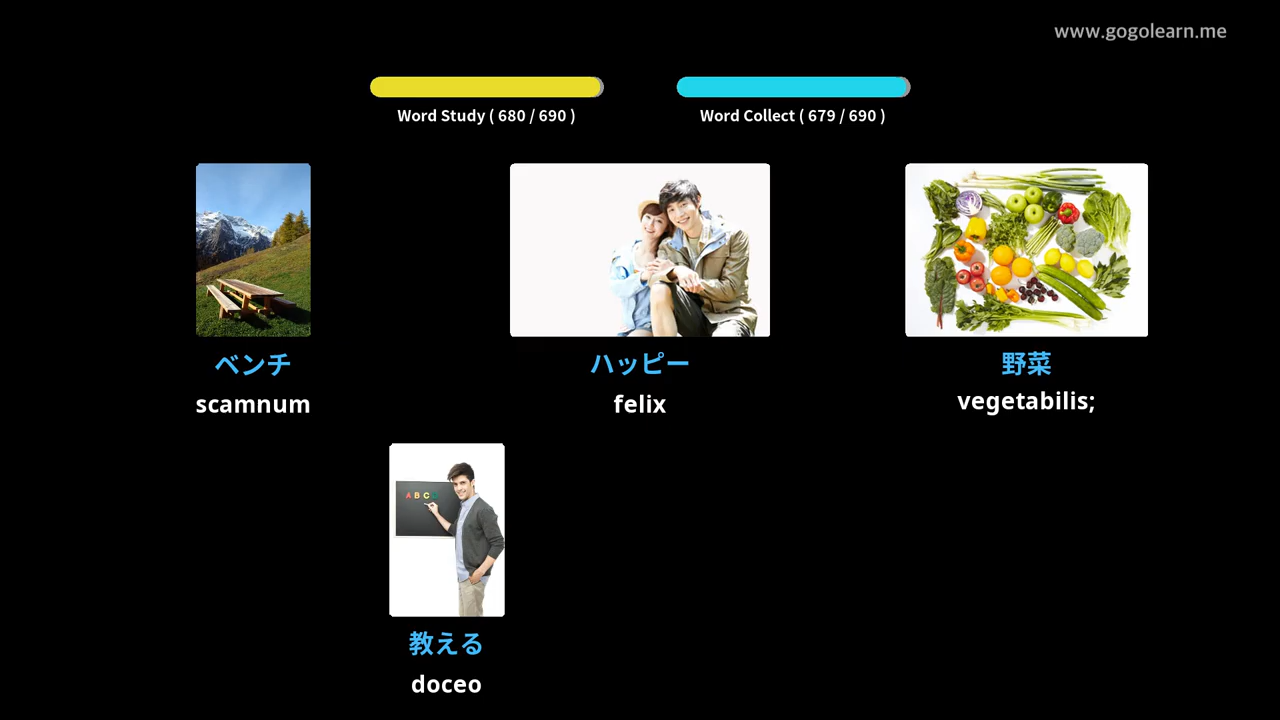 www.gogolearn.me
Word Study ( 680 / 690 )
Word Collect ( 679 / 690 )
ベンチ
scamnum
ハッピー
felix
野菜
vegetabilis;
A B C D
教える
doceo